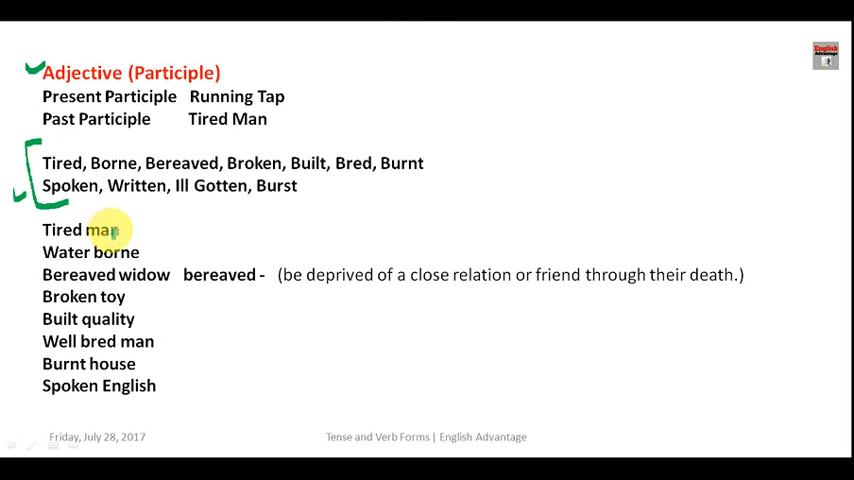 English
Advantage
Adjective (Participle)
Present Participle Running Tap
Past Participle Tired Man
Tired, Borne, Bereaved, Broken, Built, Bred, Burnt
Spoken, Written, Ill Gotten, Burst
Tired man
Water borne
Bereaved widow bereaved - (be deprived of a close relation or friend through their death.)
Broken toy
Built quality
Well bred man
Burnt house
Spoken English
Friday, July 28, 2017 Tense and Verb Forms | English Advantage